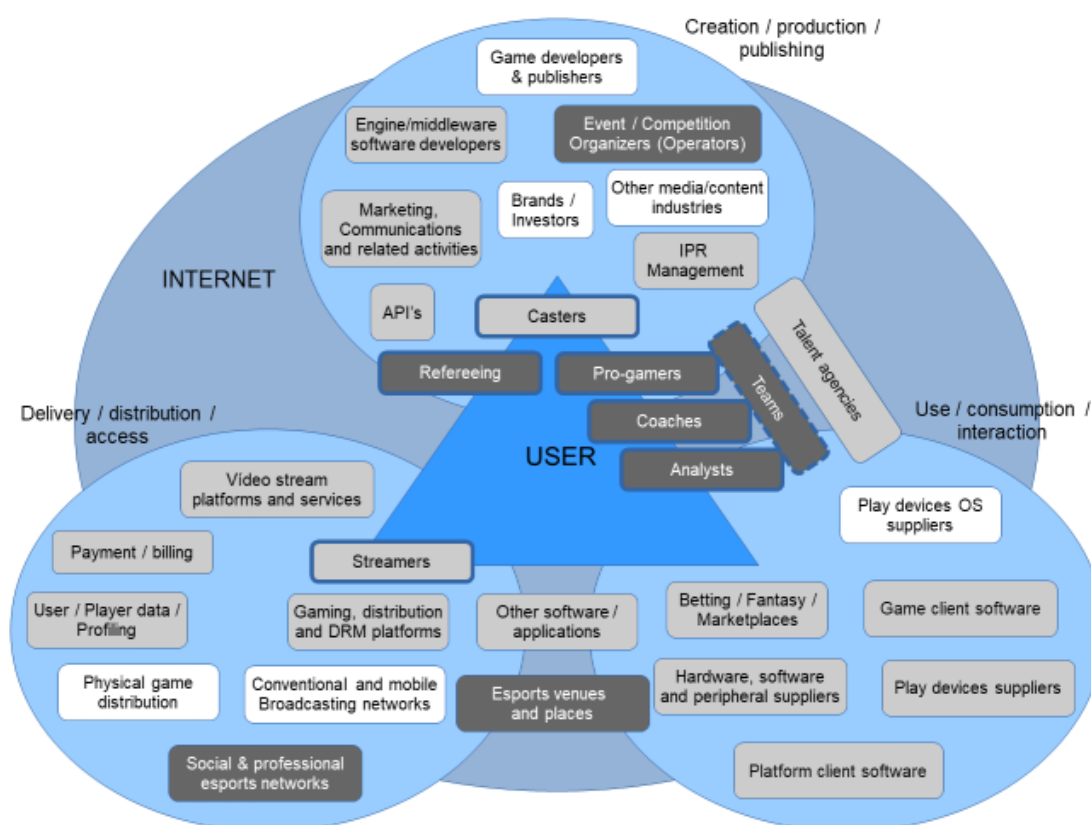 Creation / production /
publishing
Game developers
& publishers
Engine/middleware
software developers
Event / Competition
Organizers (Operators)
Marketing,
Communications
and related activities
Brands /
Investors
Other media/content
industries
IPR
Management
INTERNET
API's
Casters
Talent agencies
Refereeing
Pro-gamers
Teams
Delivery / distribution /
access
Coaches
Use / consumption /
interaction
USER
Analysts
Vídeo stream
platforms and services
Play devices OS
suppliers
Payment / billing
Streamers
User / Player data /
Profiling
Gaming, distribution
and DRM platforms
Other software /
applications
Betting / Fantasy /
Marketplaces
Game client software
Physical game
distribution
Conventional and mobile
Broadcasting networks
Esports venues
and places
Hardware, software
and peripheral suppliers
Play devices suppliers
Social & professional
esports networks
Platform client software